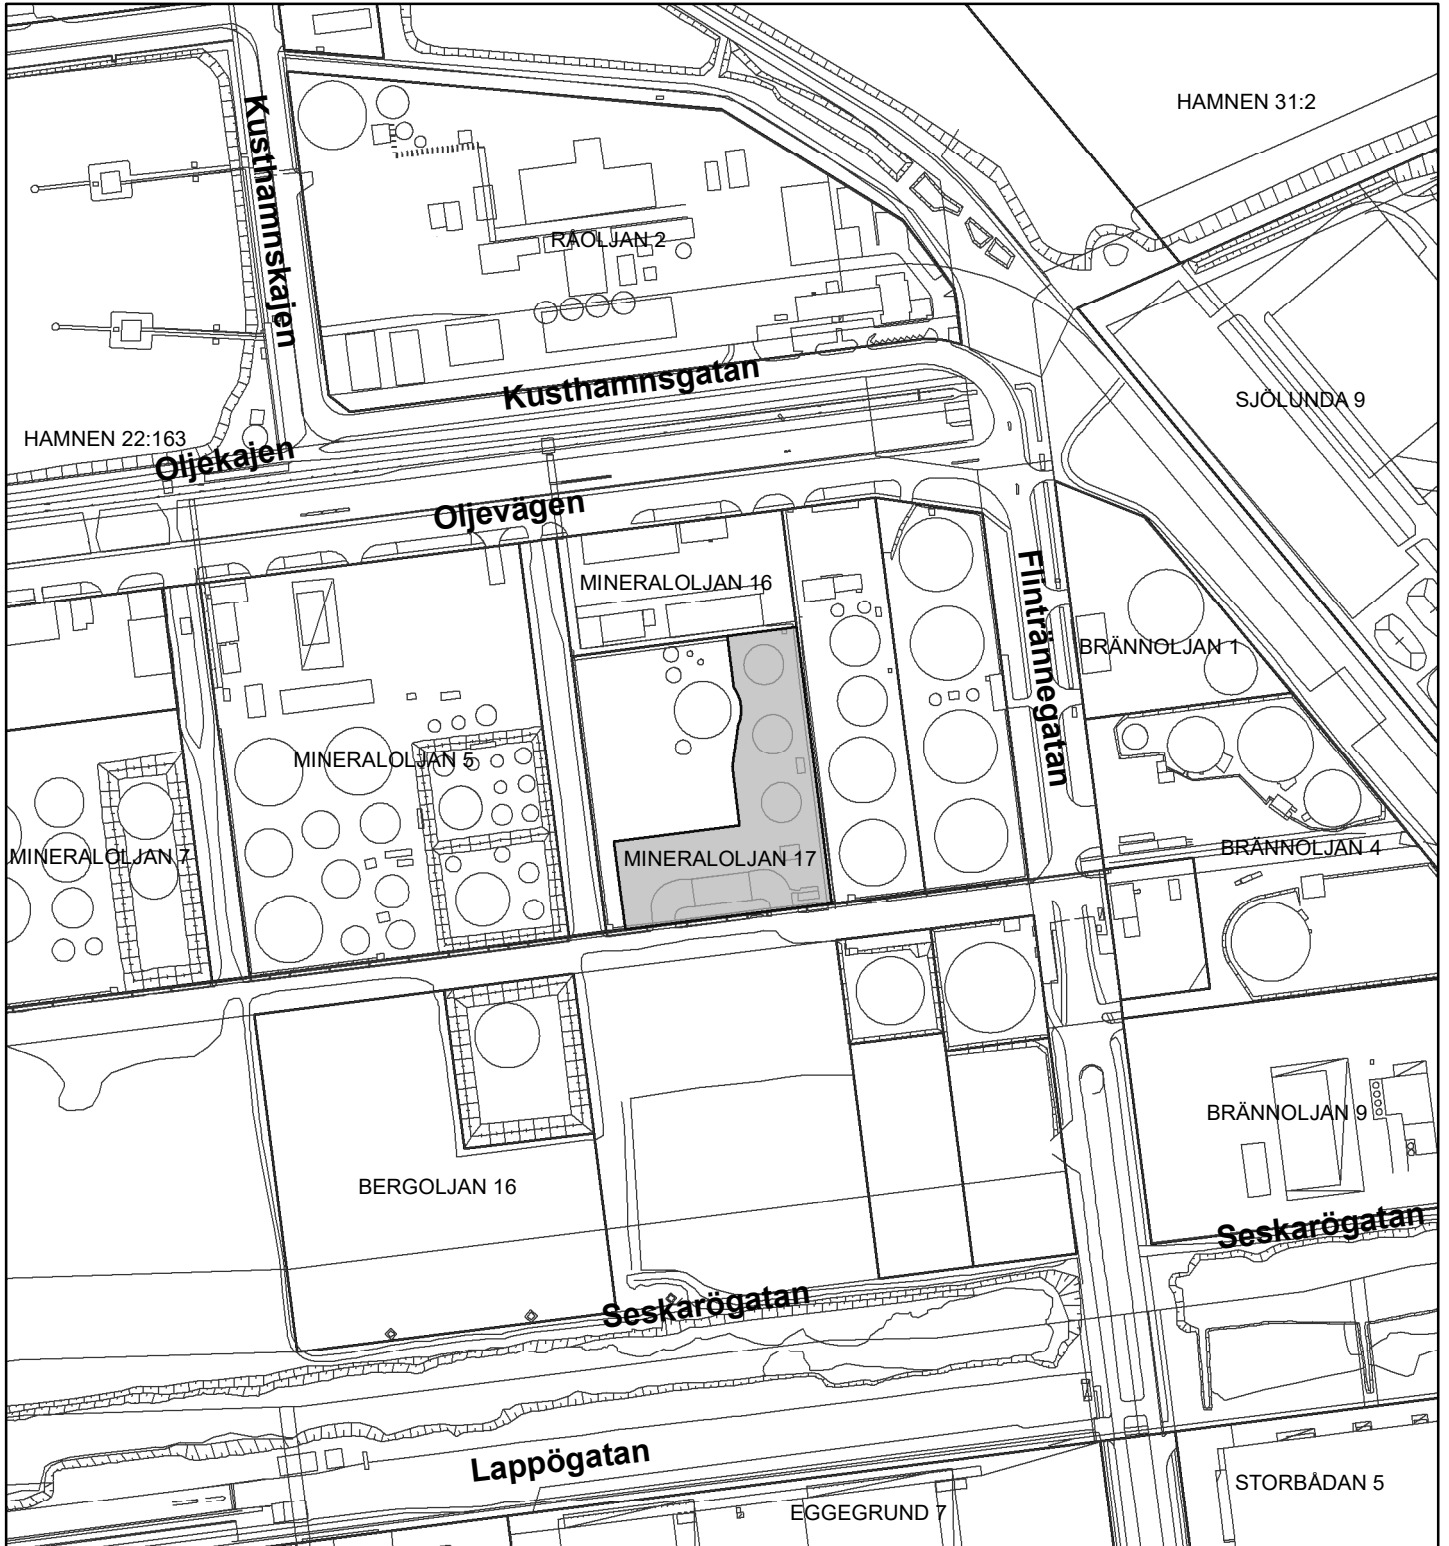 HAMNEN 31:2
Kusthamnskajen
RÅOLJAN 2
Kusthamnsgatan
SJÖLUNDA 9
HAMNEN 22:163
Oljekajen
Oljevägen
MINERALOLJAN 16
Flintrännegatan
BRÄNNOLJAN 1
MINERALOLJAN 5
MINERALOLJAN 7
MINERALOLJAN 17
BRÄNNOLJAN 4
BRÄNNOLJAN 9
BERGOLJAN 16
Seskarögatan
Seskarögatan
Lappögatan
STORBÅDAN 5
EGGEGRUND 7